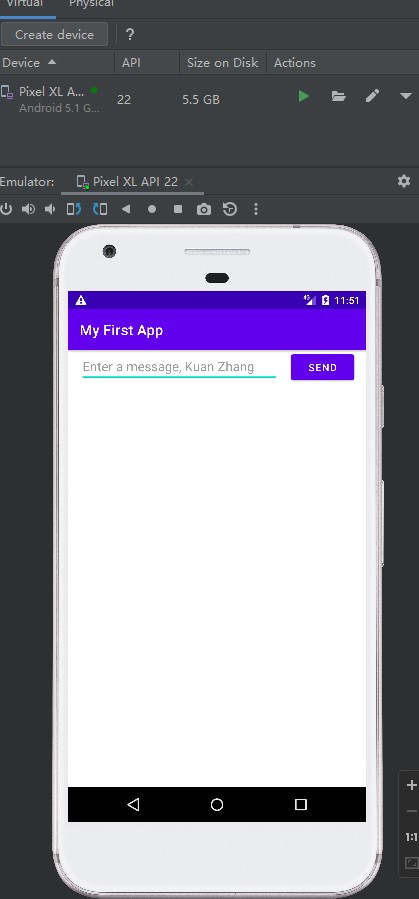 Virtual Physical
Create device ?
Device API Size on Disk Actions
Pixel XL A... 22 5.5 GB
Android 5.1 G...
Emulator: Pixel XL API 22
4G 11:51
My First App
Enter a message, Kuan Zhang SEND
1:1